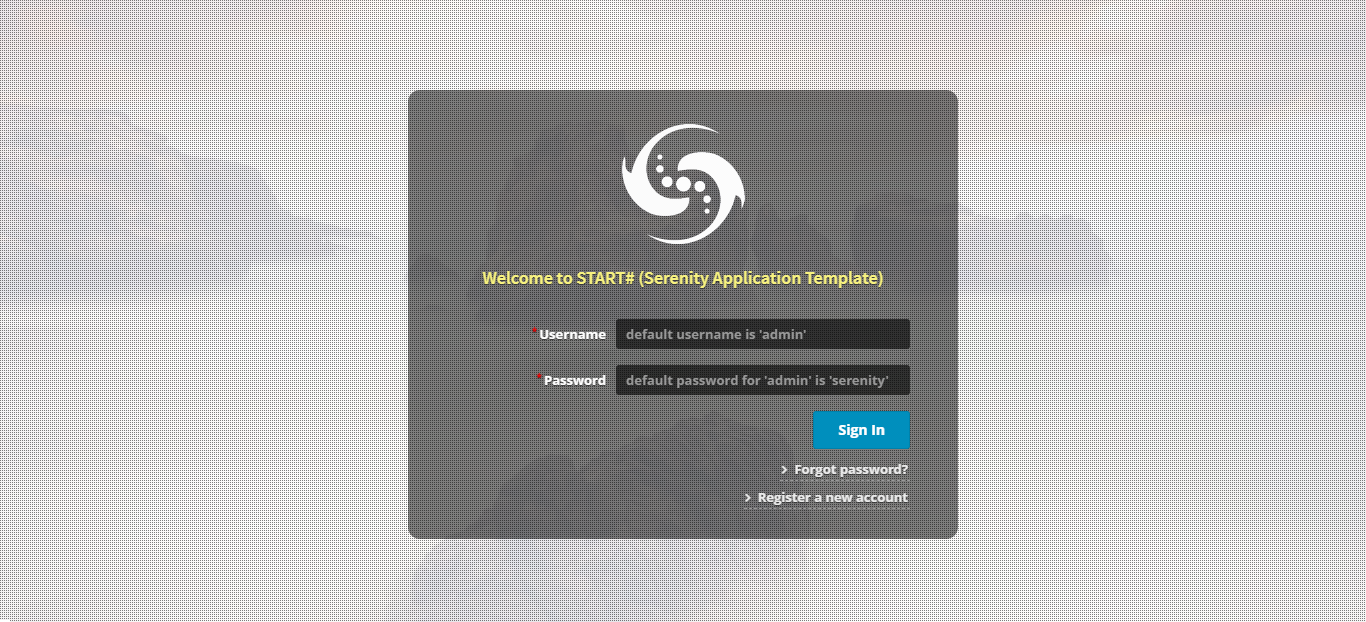 Welcome to START# (Serenity Application Template)
*Username default username is 'admin'
*Password default password for 'admin' is 'serenity'
Sign In
Forgot password?
Register a new account